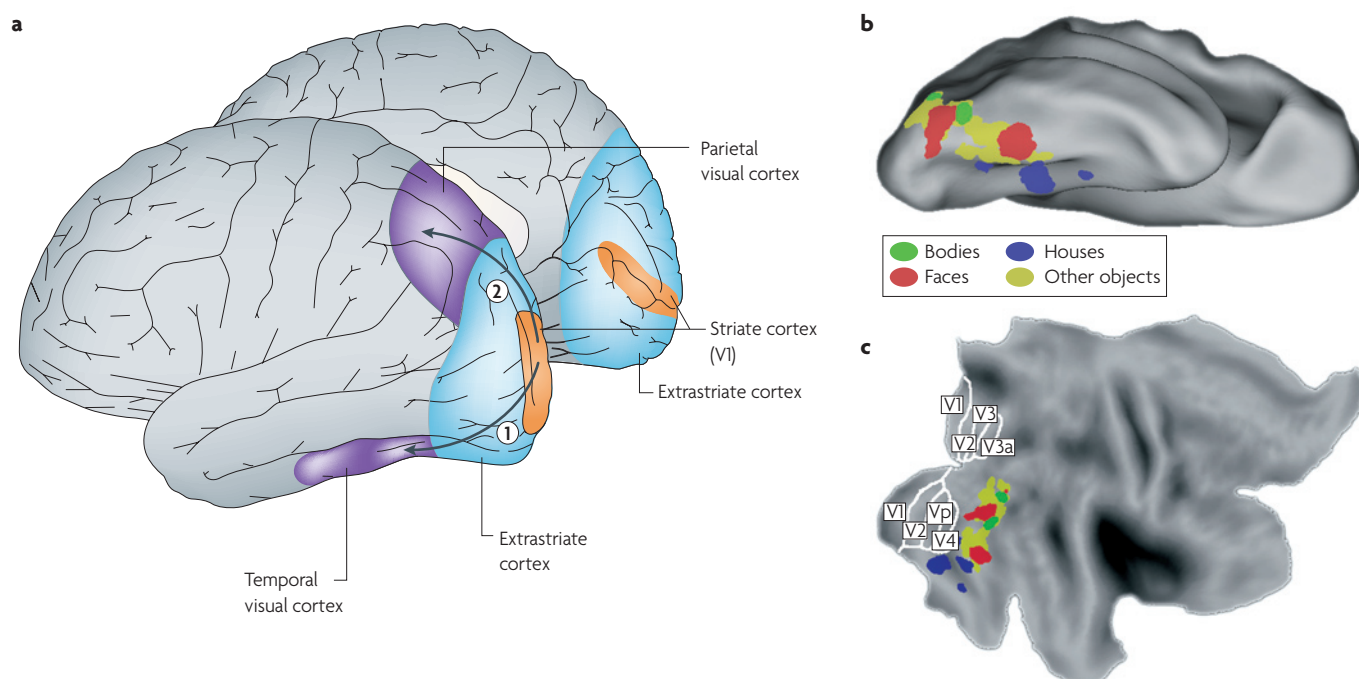 a
Parietal
visual cortex
2
Striate cortex
(V1)
Extrastriate cortex
1
Extrastriate
cortex
Temporal
visual cortex
b
Bodies
Houses
Faces
Other objects
c
V1
V3
V2
V3a
V1
Vp
V2
V4